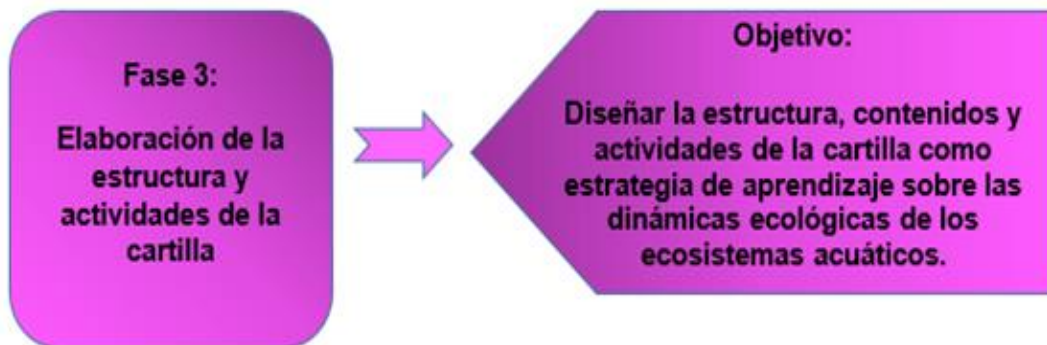 Fase 3:
Elaboración de la
estructura y
actividades de la
cartilla
Objetivo:
Diseñar la estructura, contenidos y
actividades de la cartilla como
estrategia de aprendizaje sobre las
dinámicas ecológicas de los
ecosistemas acuáticos.